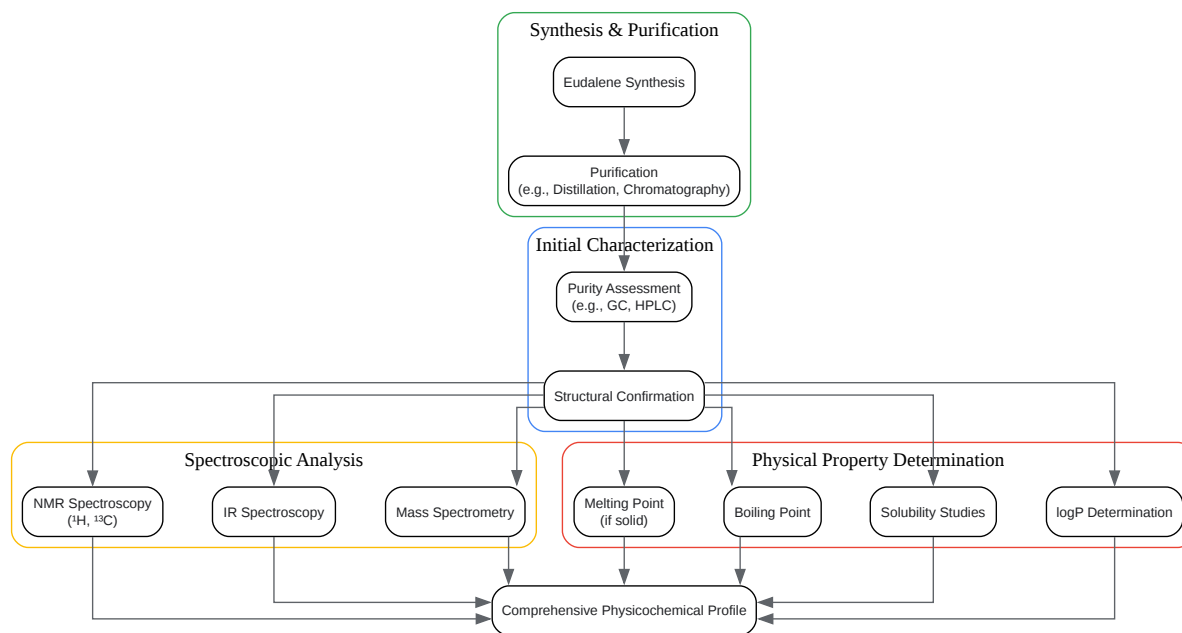 Synthesis & Purification
Eudalene Synthesis
Purification
(e.g., Distillation, Chromatography)
Initial Characterization
Purity Assessment
(e.g., GC, HPLC)
Structural Confirmation
Spectroscopic Analysis
Physical Property Determination
NMR Spectroscopy
(¹H, ¹³C)
IR Spectroscopy
Mass Spectrometry
Melting Point
(if solid)
Boiling Point
Solubility Studies
logP Determination
Comprehensive Physicochemical Profile